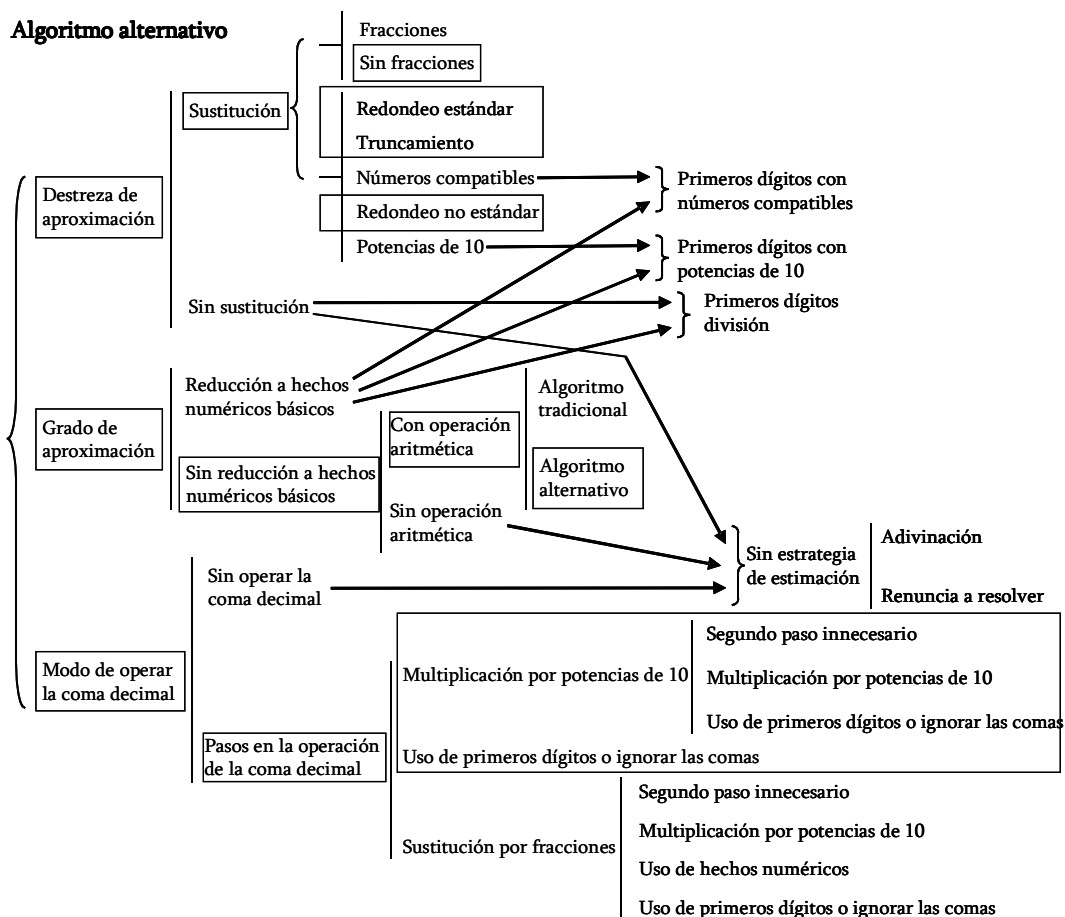 Algoritmo alternativo
Fracciones
Sin fracciones
Sustitución
Redondeo estándar
Truncamiento
Números compatibles
Redondeo no estándar
Potencias de 10
Destreza de
aproximación
Sin sustitución
Primeros dígitos con
números compatibles
Primeros dígitos con
potencias de 10
Primeros dígitos
división
Grado de
aproximación
Reducción a hechos
numéricos básicos
Sin reducción a hechos
numéricos básicos
Con operación
aritmética
Algoritmo
tradicional
Algoritmo
alternativo
Sin operación
aritmética
Sin estrategia
de estimación
Adivinación
Renuncia a resolver
Modo de operar
la coma decimal
Sin operar la
coma decimal
Pasos en la operación
de la coma decimal
Multiplicación por potencias de 10
Segundo paso innecesario
Multiplicación por potencias de 10
Uso de primeros dígitos o ignorar las comas
Uso de primeros dígitos o ignorar las comas
Sustitución por fracciones
Segundo paso innecesario
Multiplicación por potencias de 10
Uso de hechos numéricos
Uso de primeros dígitos o ignorar las comas